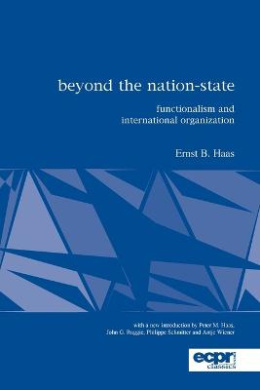 beyond the nation-state
functionalism and
international organization
Ernst B. Haas
with a new introduction by Peter M. Haas,
John G. Ruggie, Philippe Schmitter and Antje Wiener
ecpr
classics